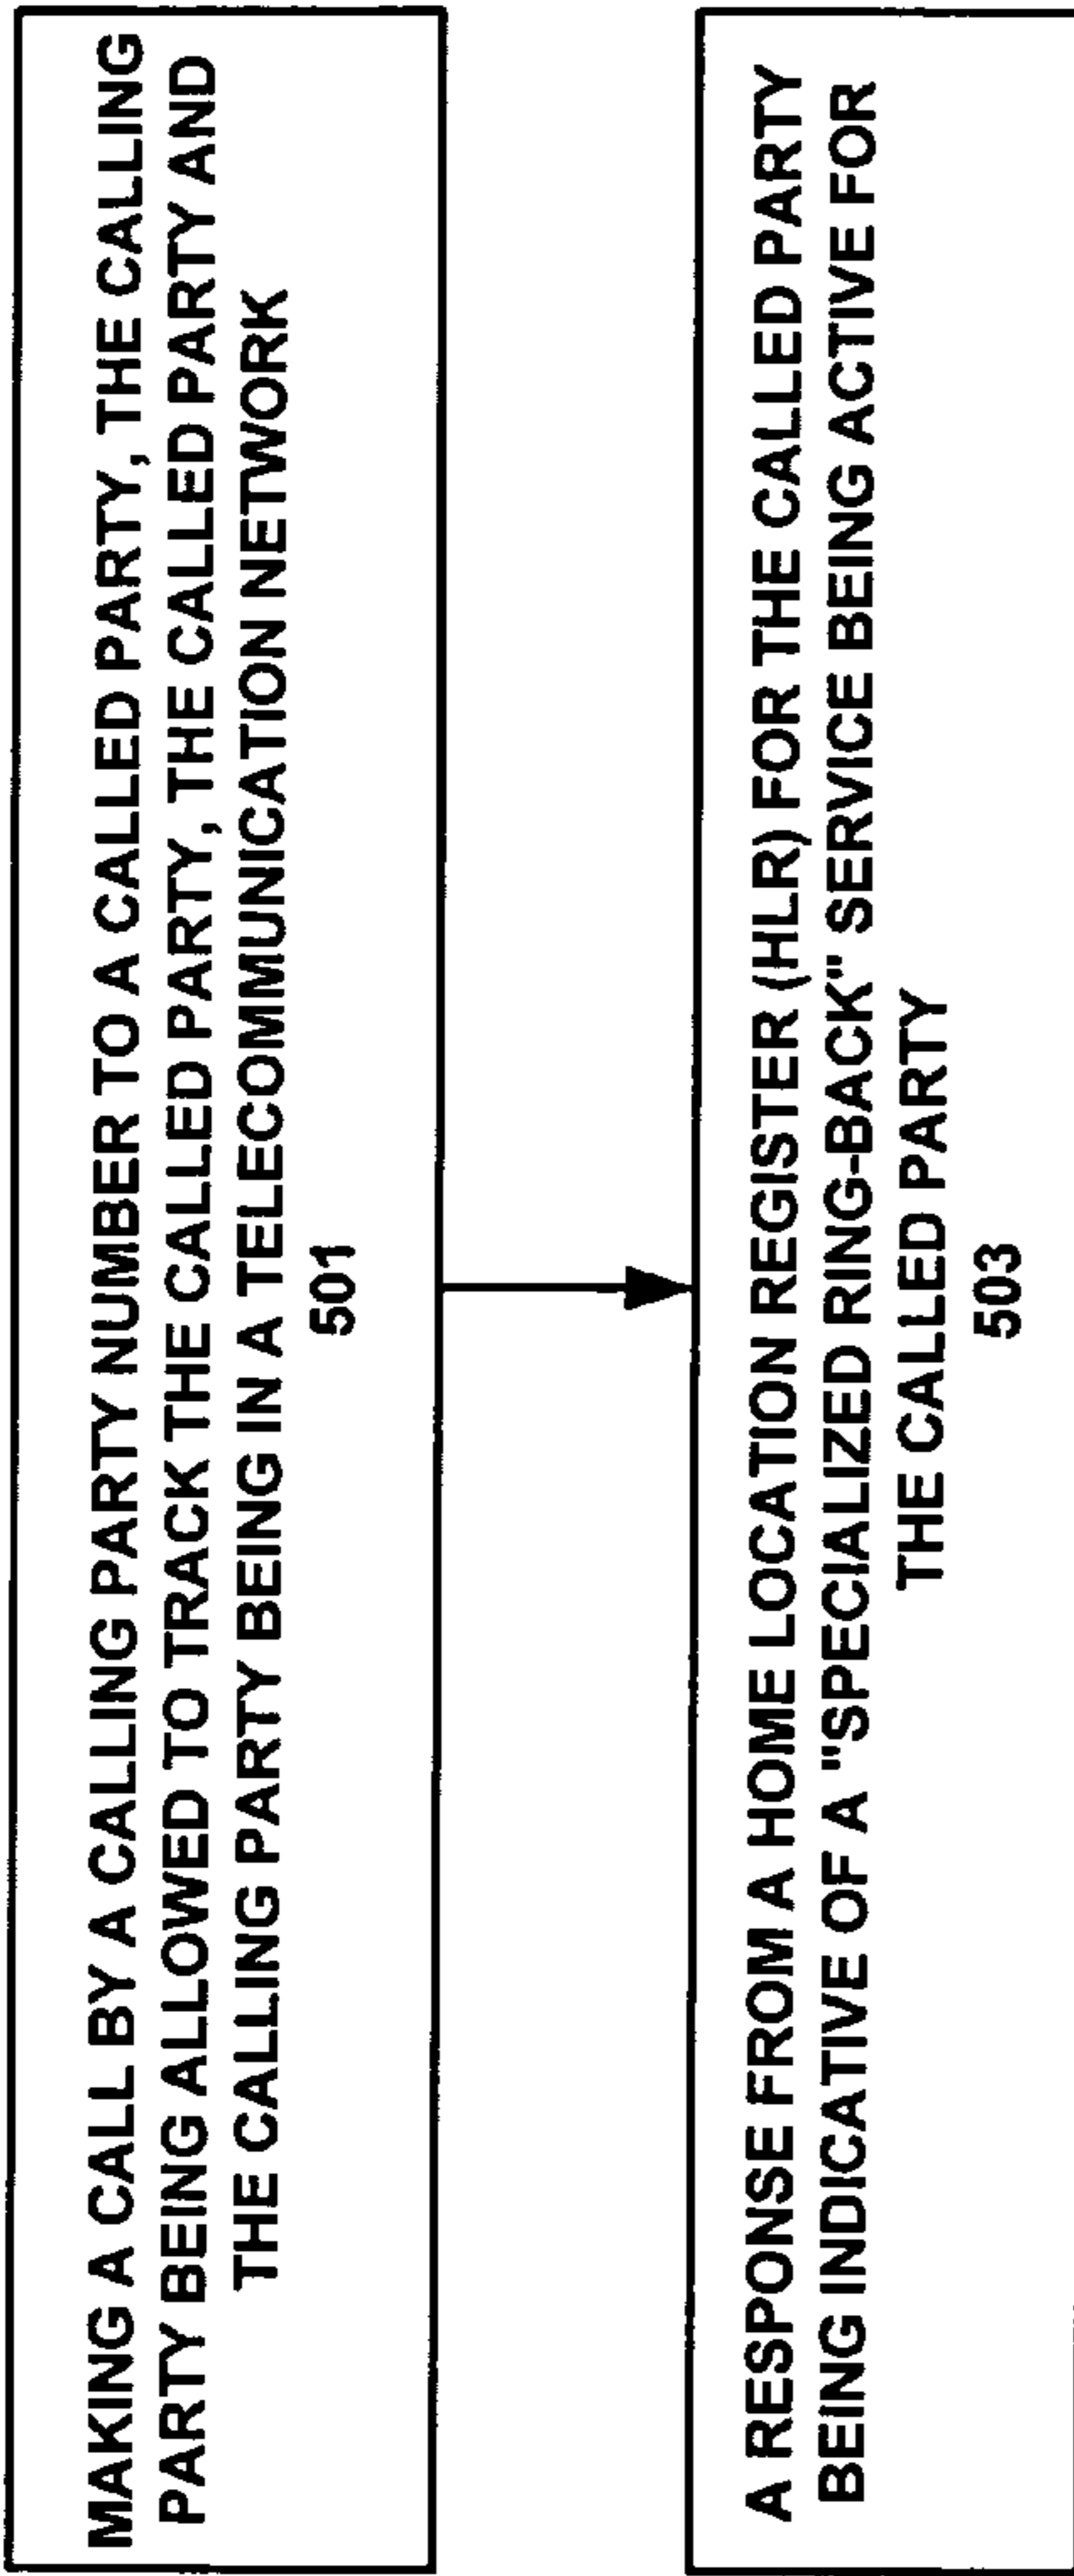 MAKING A CALL BY A CALLING PARTY NUMBER TO A CALLED PARTY, THE CALLING
PARTY BEING ALLOWED TO TRACK THE CALLED PARTY, THE CALLED PARTY AND
THE CALLING PARTY BEING IN A TELECOMMUNICATION NETWORK
501
A RESPONSE FROM A HOME LOCATION REGISTER (HLR) FOR THE CALLED PARTY
BEING INDICATIVE OF A "SPECIALIZED RING-BACK" SERVICE BEING ACTIVE FOR
THE CALLED PARTY
503